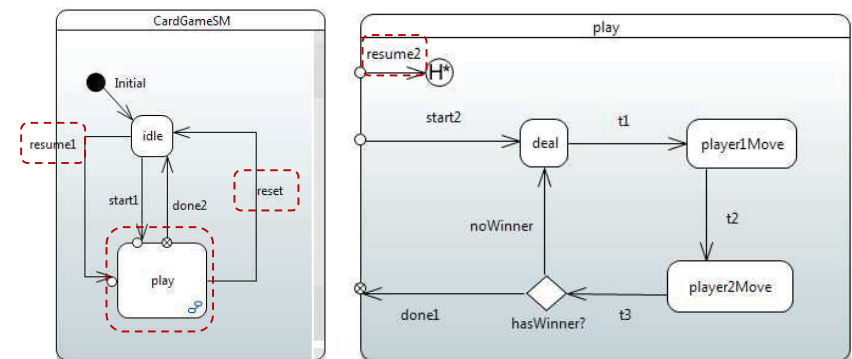 CardGameSM
Initial
idle
resume1
reset
start1
done2
play
play
resume2
H*
start2
t1
deal
player1Move
t2
noWinner
player2Move
done1
hasWinner?
t3